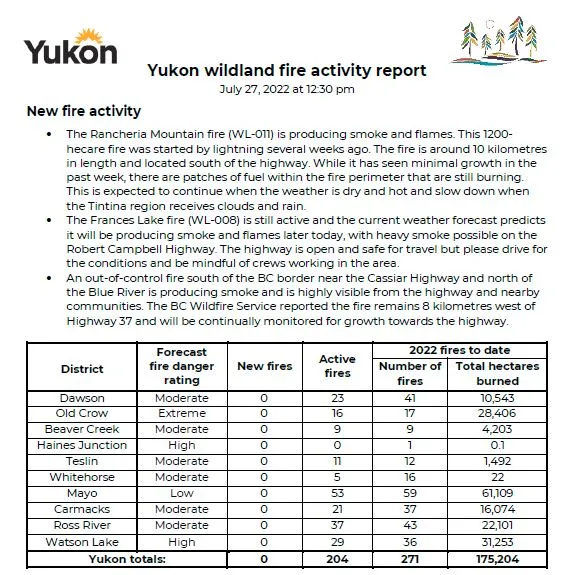 Yukon
Yukon wildland fire activity report
July 27, 2022 at 12:30 pm
New fire activity
• The Rancheria Mountain fire (WL-011) is producing smoke and flames. This 1200-
hecare fire was started by lightning several weeks ago. The fire is around 10 kilometres
in length and located south of the highway. While it has seen minimal growth in the
past week, there are patches of fuel within the fire perimeter that are still burning.
This is expected to continue when the weather is dry and hot and slow down when
the Tintina region receives clouds and rain.
• The Frances Lake fire (WL-008) is still active and the current weather forecast predicts
it will be producing smoke and flames later today, with heavy smoke possible on the
Robert Campbell Highway. The highway is open and safe for travel but please drive for
the conditions and be mindful of crews working in the area.
• An out-of-control fire south of the BC border near the Cassiar Highway and north of
the Blue River is producing smoke and is highly visible from the highway and nearby
communities. The BC Wildfire Service reported the fire remains 8 kilometres west of
Highway 37 and will be continually monitored for growth towards the highway.
District Forecast fire danger rating New fires Active fires 2022 fires to date Number of fires Total hectares burned
Dawson Moderate 0 23 41 10,543
Old Crow Extreme 0 16 17 28,406
Beaver Creek Moderate 0 9 9 4,203
Haines Junction High 0 0 1 0.1
Teslin Moderate 0 11 12 1,492
Whitehorse Moderate 0 5 16 22
Mayo Low 0 53 59 61,109
Carmacks Moderate 0 21 37 16,074
Ross River Moderate 0 37 43 22,101
Watson Lake High 0 29 36 31,253
Yukon totals: 0 204 271 175,204